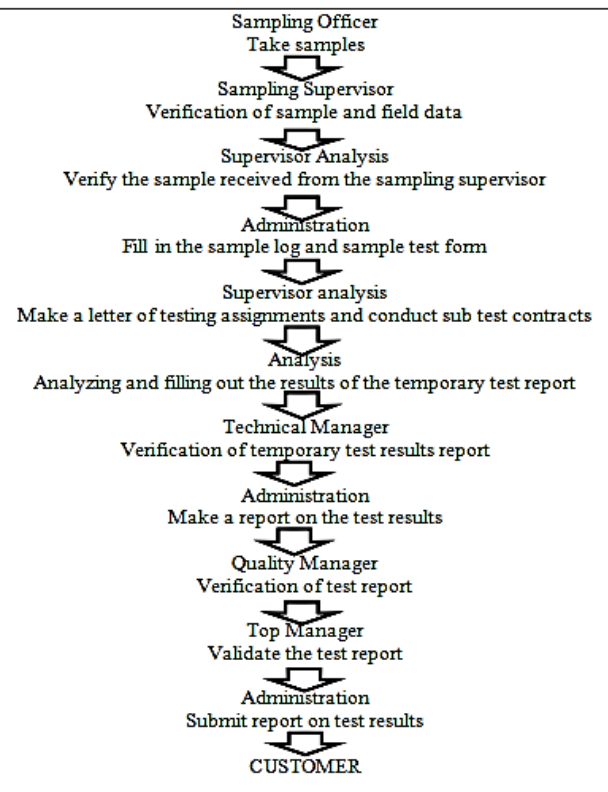 Sampling Officer
Take samples
Sampling Supervisor
Verification of sample and field data
Supervisor Analysis
Verify the sample received from the sampling supervisor
Administration
Fill in the sample log and sample test form
Supervisor analysis
Make a letter of testing assignments and conduct sub test contracts
Analysis
Analyzing and filling out the results of the temporary test report
Technical Manager
Verification of temporary test results report
Administration
Make a report on the test results
Quality Manager
Verification of test report
Top Manager
Validate the test report
Administration
Submit report on test results
CUSTOMER